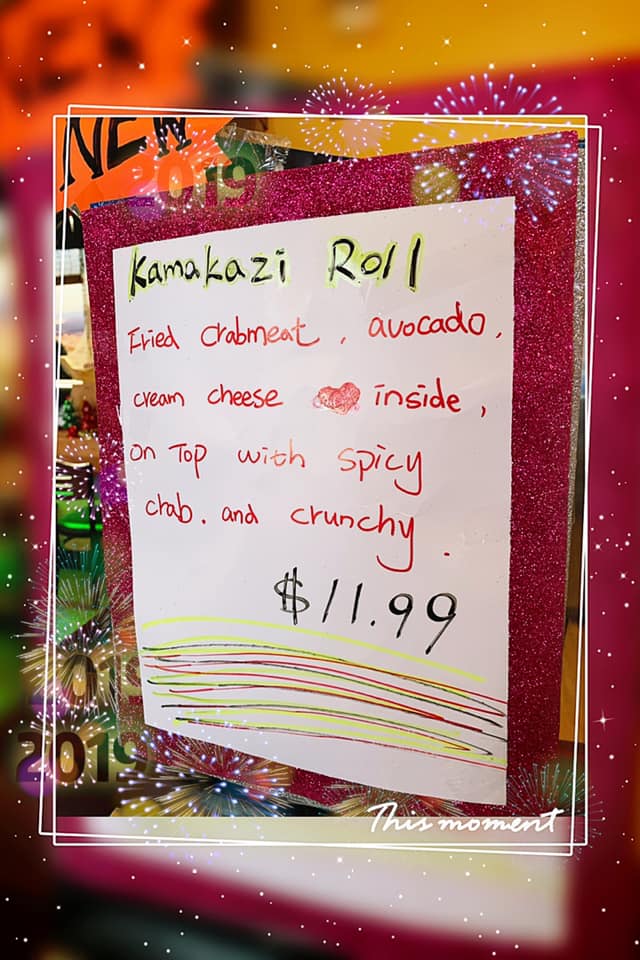 NEW
2019
Kamakazi Roll
Fried crabmeat, avocado,
cream cheese inside,
On Top with spicy
crab. and crunchy.
$11.99
2019
2019
This moment